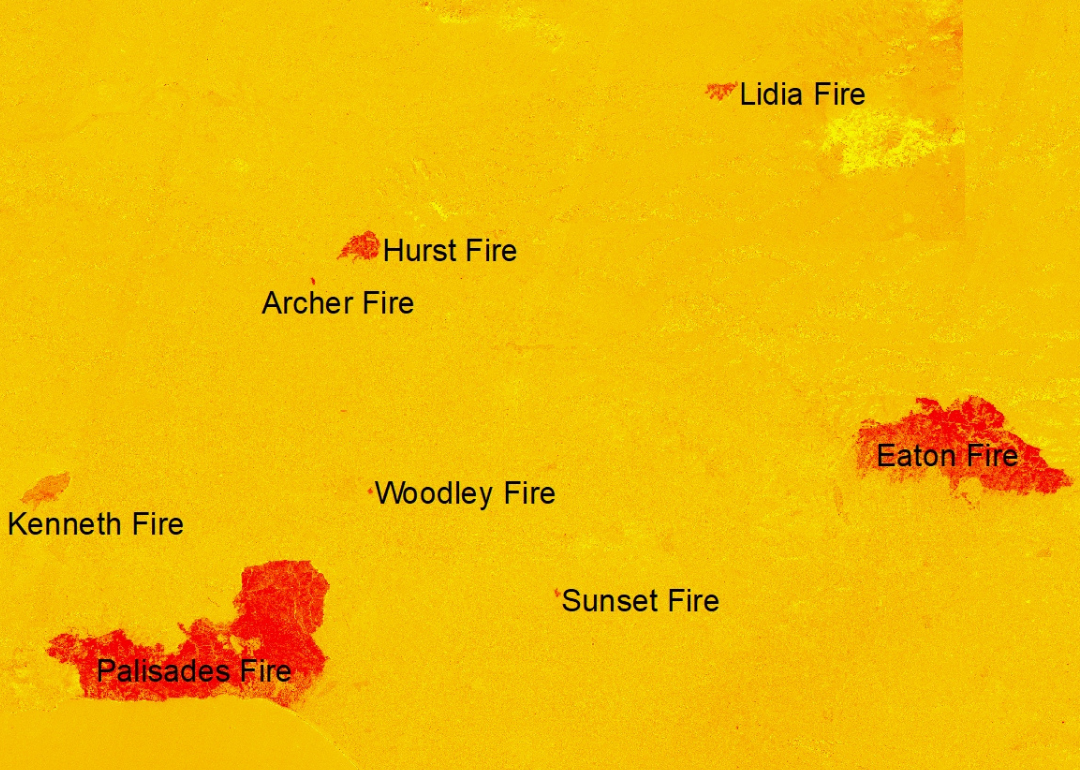 Lidia Fire
Hurst Fire
Archer Fire
Eaton Fire
Woodley Fire
Kenneth Fire
Sunset Fire
Palisades Fire